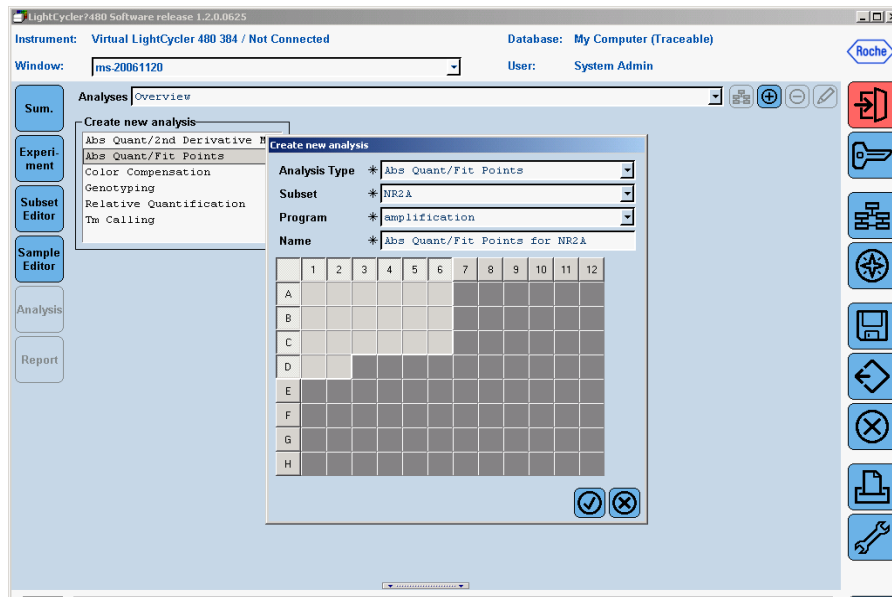 LightCycler?480 Software release 1.2.0.0625
Instrument: Virtual LightCycler 480 384 / Not Connected
Database: My Computer (Traceable)
Window: ms-20061120
User: System Admin
Roche
Sum.
Experi-
ment
Subset
Editor
Sample
Editor
Analysis
Report
Analyses Overview
Create new analysis
Abs Quant/2nd Derivative M
Abs Quant/Fit Points
Color Compensation
Genotyping
Relative Quantification
Tm Calling
Create new analysis
Analysis Type * Abs Quant/Fit Points
Subset * NR2A
Program * amplification
Name * Abs Quant/Fit Points for NR2A
1 2 3 4 5 6 7 8 9 10 11 12
A
B
C
D
E
F
G
H